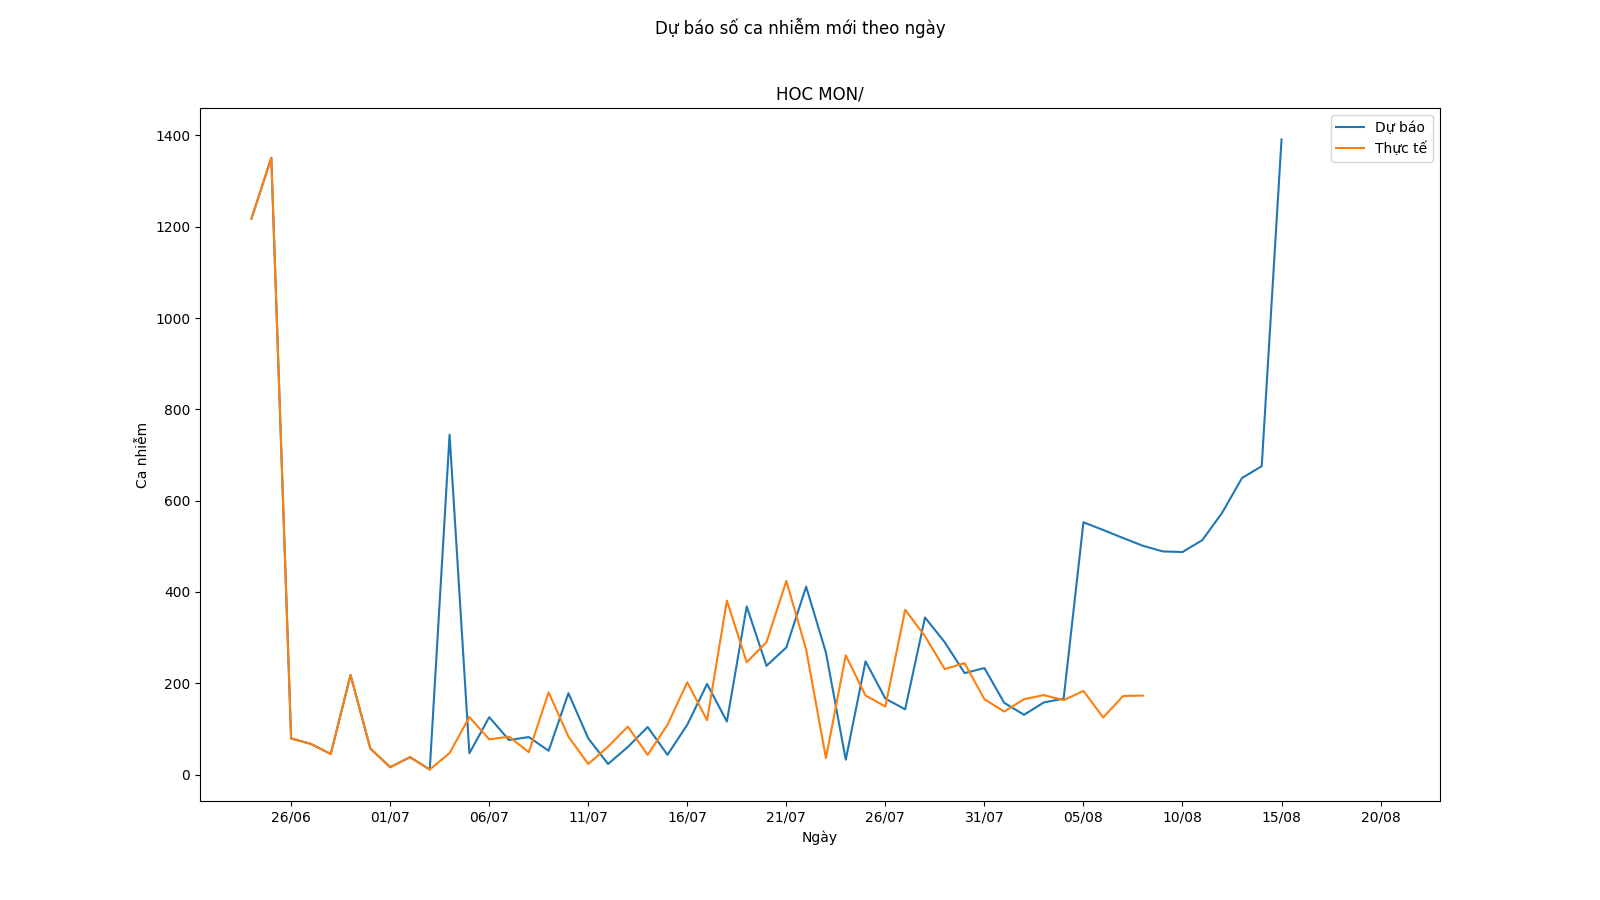 Dự báo số ca nhiễm mới theo ngày
HOC MON/
Dự báo
Thực tế
1400
1200
1000
800
600
400
200
0
Ca nhiễm
26/06 01/07 06/07 11/07 16/07 21/07 26/07 31/07 05/08 10/08 15/08 20/08
Ngày